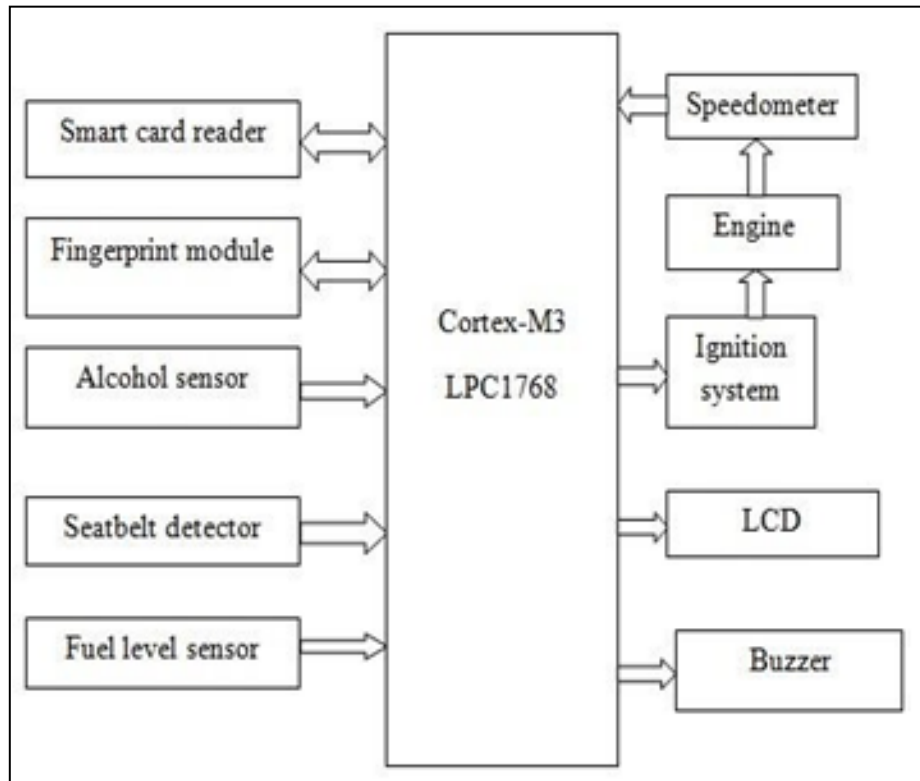 Smart card reader
Fingerprint module
Alcohol sensor
Seatbelt detector
Fuel level sensor
Cortex-M3
LPC1768
Speedometer
Engine
Ignition
system
LCD
Buzzer